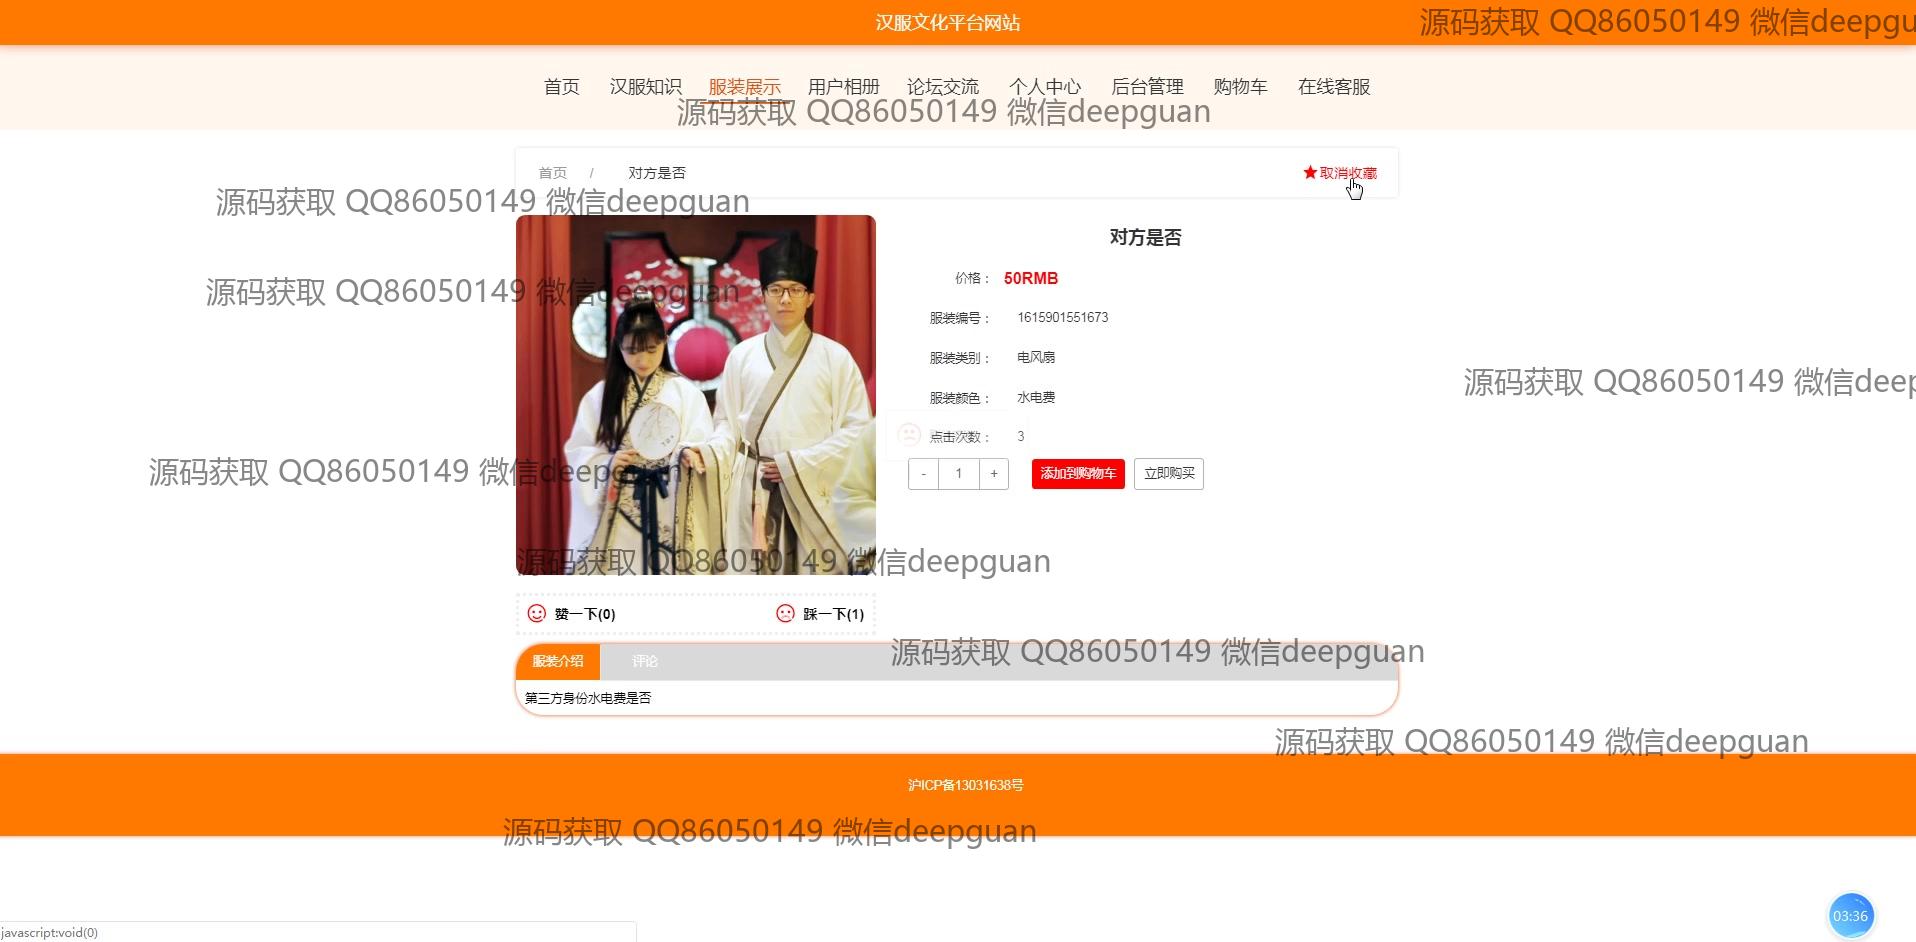 汉服文化平台网站
源码获取 QQ86050149 微信deepgu
首页 汉服知识 服装展示 用户相册 论坛交流 个人中心 后台管理 购物车 在线客服
源码获取 QQ86050149 微信deepguan
首页 / 对方是否 取消收藏
源码获取 QQ86050149 微信deepguan
对方是否
价格： 50RMB
源码获取 QQ86050149 微信deepguan
服装编号： 1615901551673
服装类别： 电风扇
源码获取 QQ86050149 微信deep
服装颜色： 水电费
点击次数： 3
源码获取 QQ86050149 微信deepguan
- 1 + 添加到购物车 立即购买
源码获取 QQ86050149 微信deepguan
赞一下(0) 踩一下(1)
源码获取 QQ86050149 微信deepguan
服装介绍 评论
第三方身份水电费是否
源码获取 QQ86050149 微信deepguan
沪ICP备13031638号
源码获取 QQ86050149 微信deepguan
03:36
javascript:void(0)